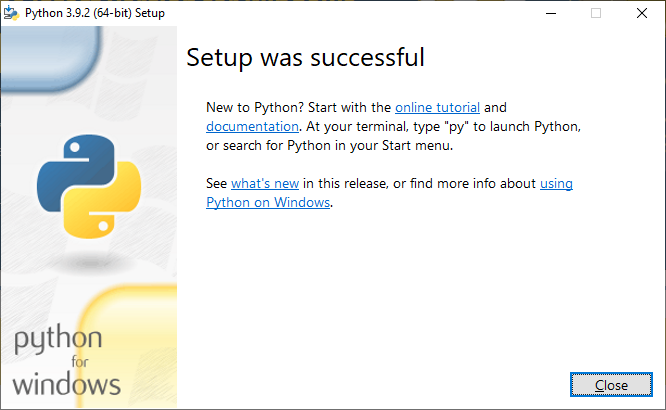 Python 3.9.2 (64-bit) Setup
Setup was successful
New to Python? Start with the online tutorial and
documentation. At your terminal, type "py" to launch Python,
or search for Python in your Start menu.
See what's new in this release, or find more info about using
Python on Windows.
python
for
windows
Close